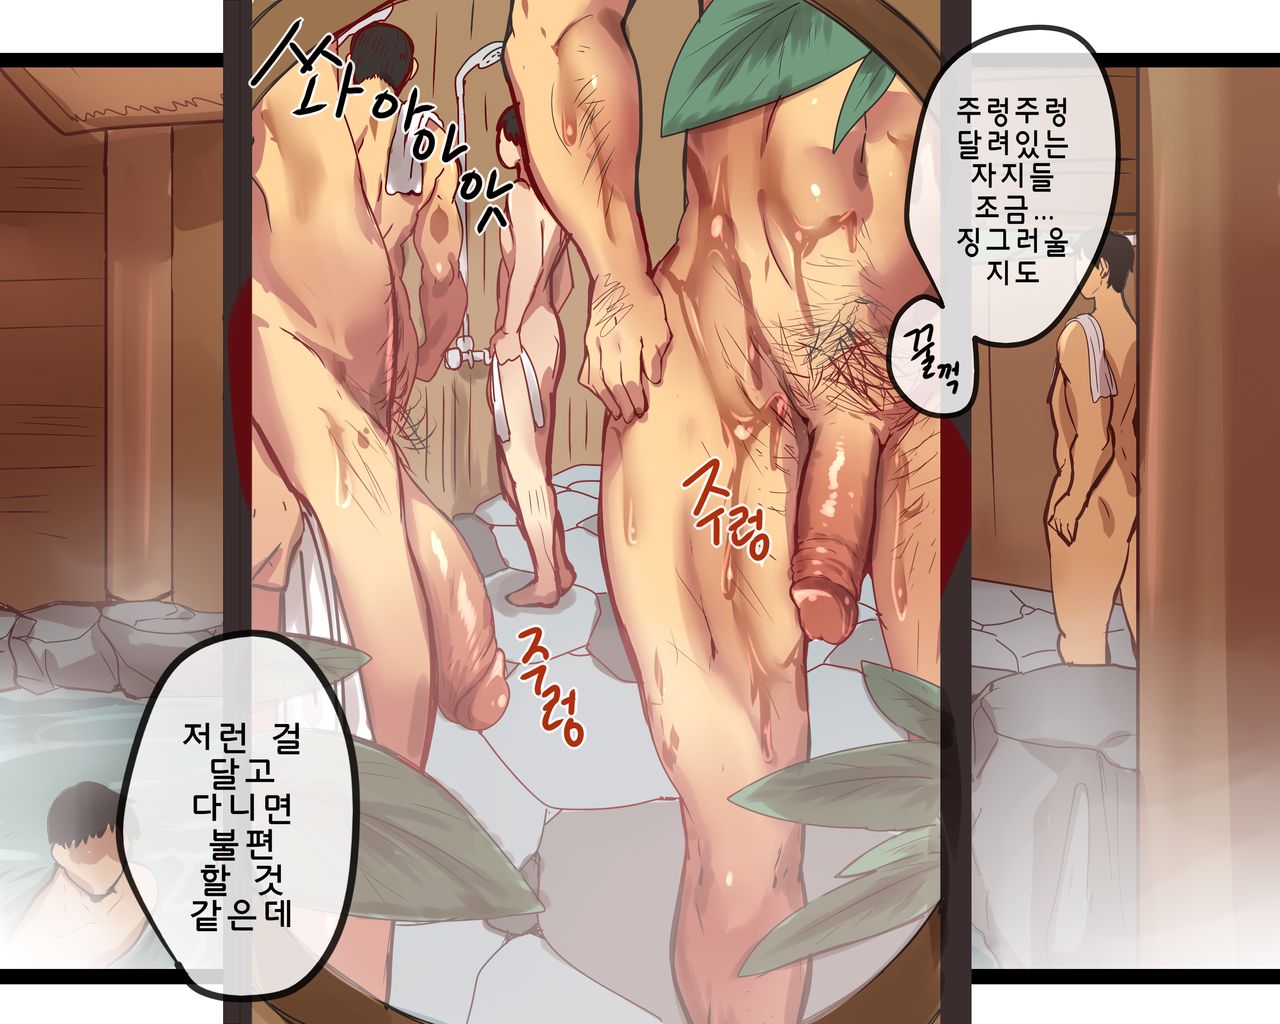 쏴아아아앗
주렁주렁
달려있는
자지들
조금...
징그러울
지도
꿀꺽
주렁
주렁
저런 걸
달고
다니면
불편
할 것
같은데